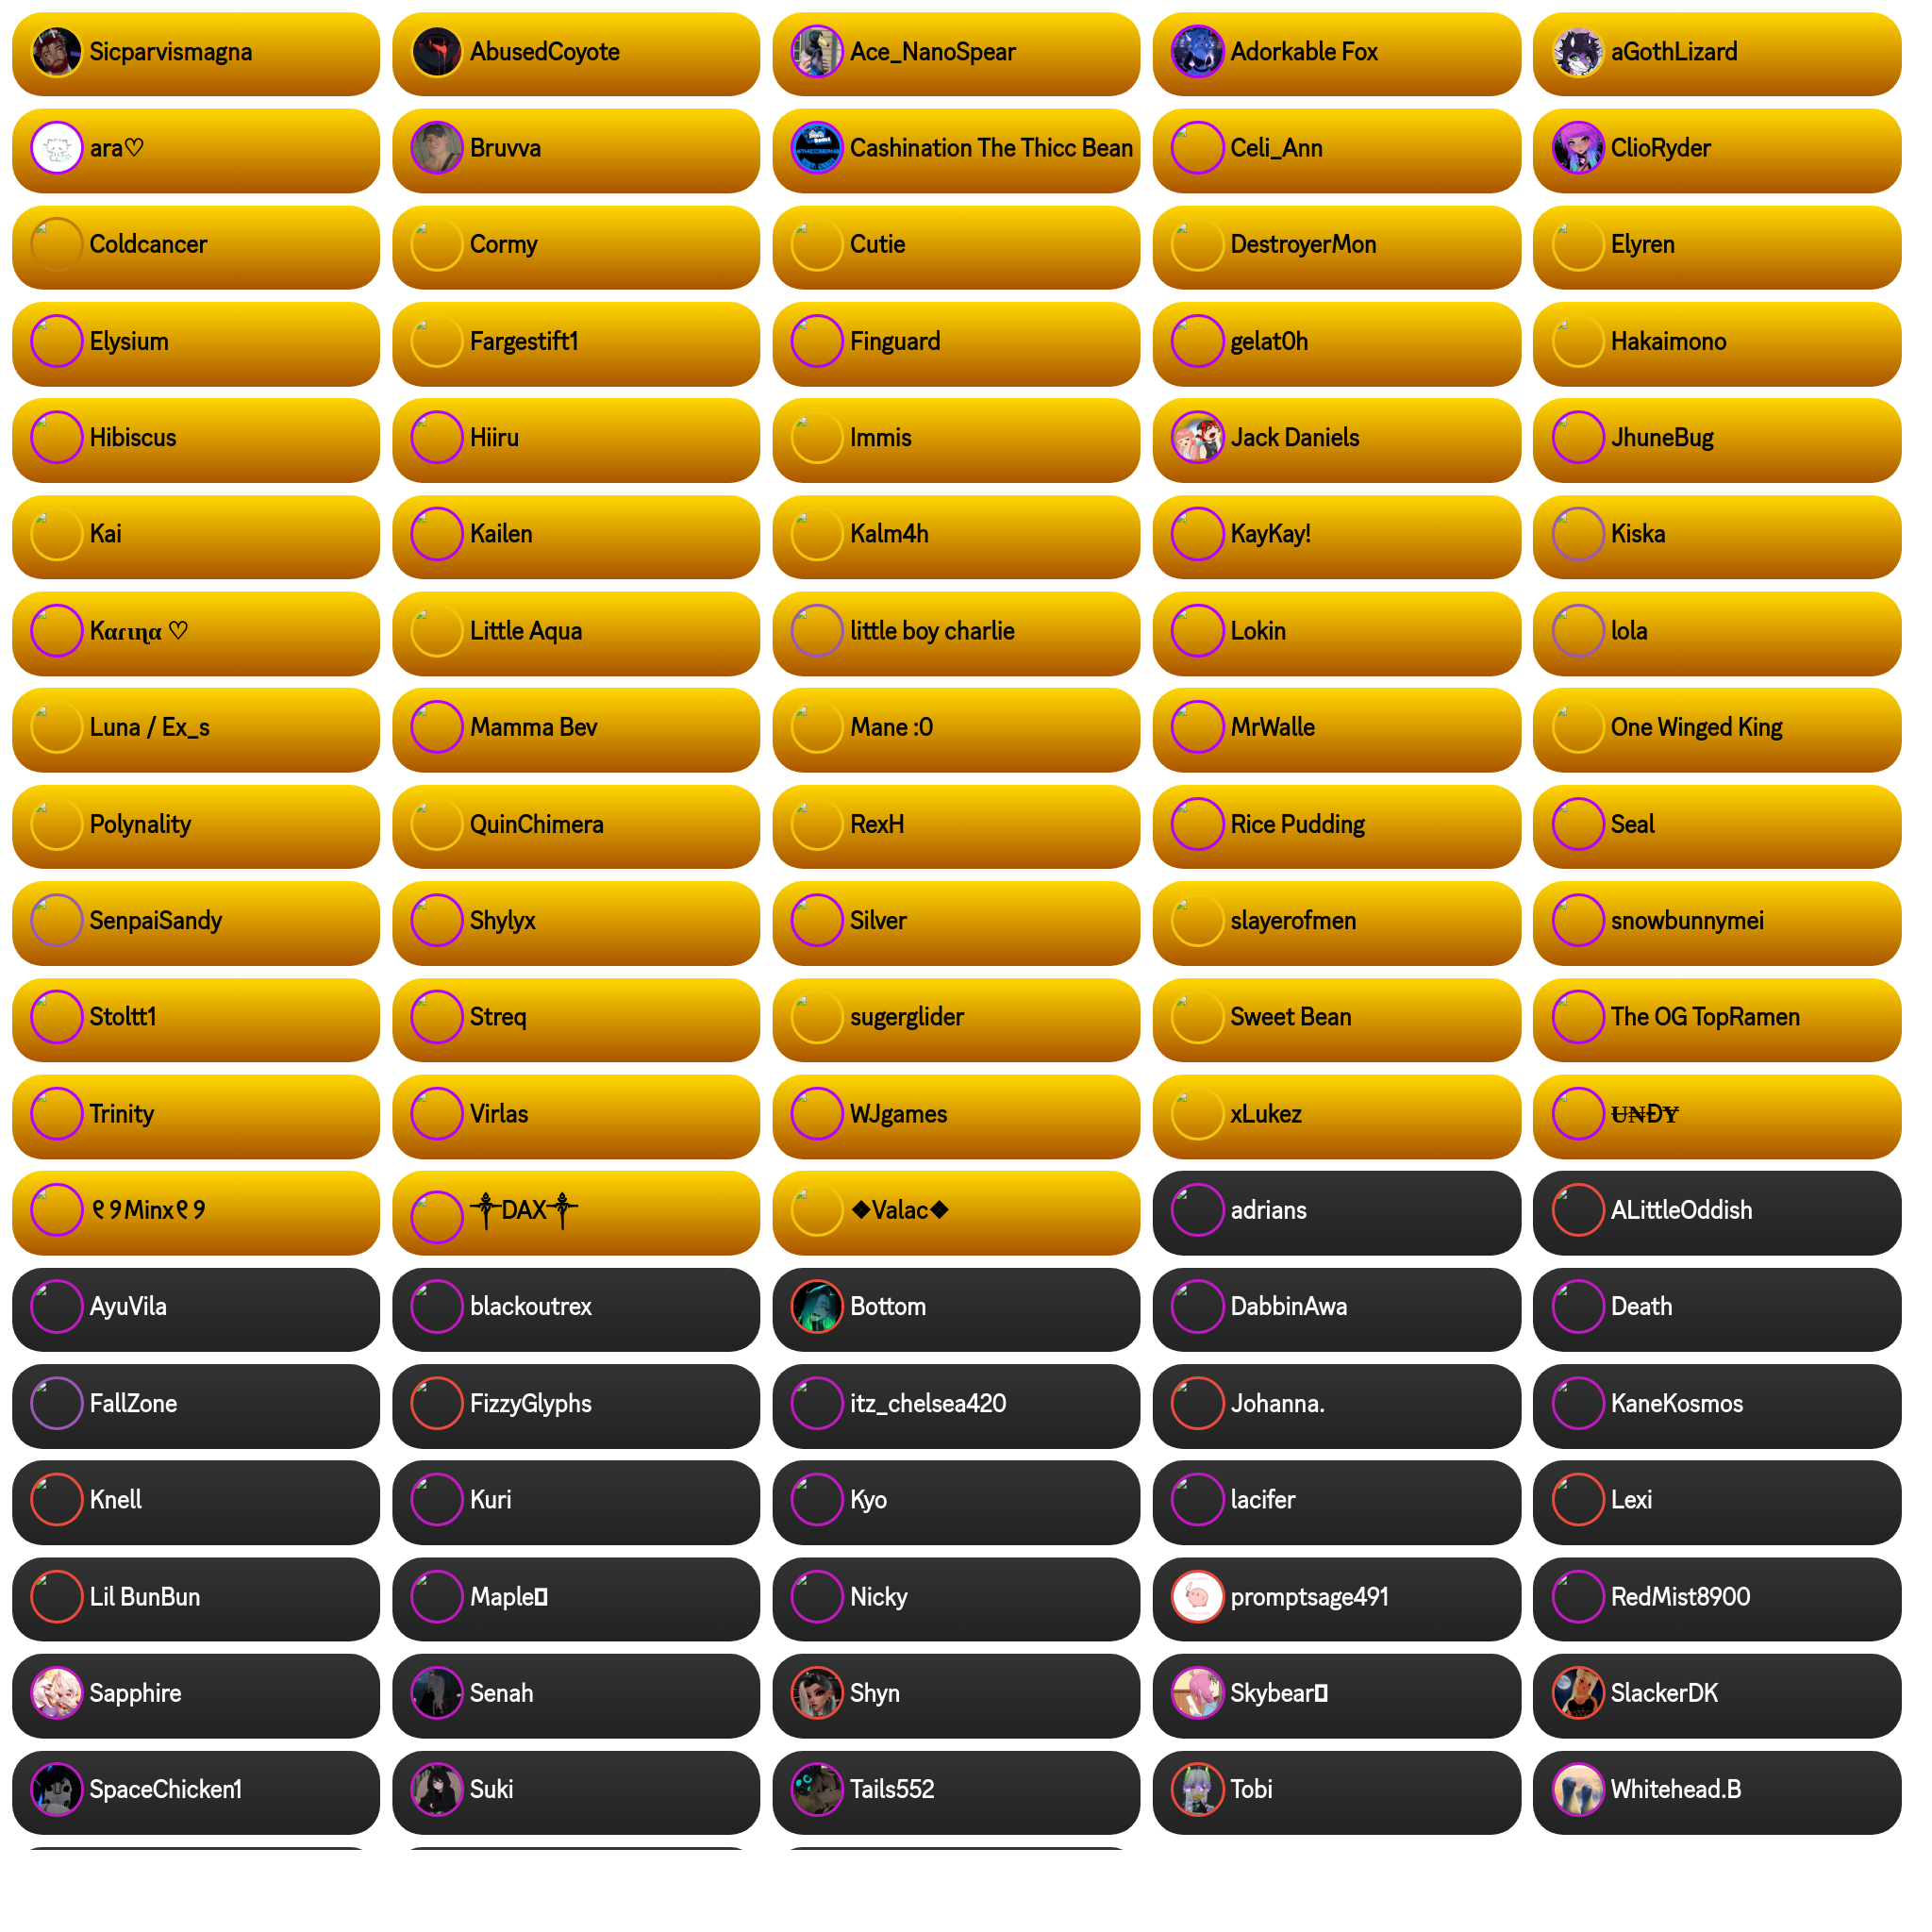 Sicparvismagna
AbusedCoyote
Ace_NanoSpear
Adorkable Fox
aGothLizard
ara♡
Bruvva
Cashination The Thicc Bean
Celi_Ann
ClioRyder
Coldcancer
Cormy
Cutie
DestroyerMon
Elyren
Elysium
Fargestift1
Finguard
gelat0h
Hakaimono
Hibiscus
Hiiru
Immis
Jack Daniels
JhuneBug
Kai
Kailen
Kalm4h
KayKay!
Kiska
Kαɾιɳα ♡
Little Aqua
little boy charlie
Lokin
lola
Luna / Ex_s
Mamma Bev
Mane :0
MrWalle
One Winged King
Polynality
QuinChimera
RexH
Rice Pudding
Seal
SenpaiSandy
Shylyx
Silver
slayerofmen
snowbunnymei
Stoltt1
Streq
sugerglider
Sweet Bean
The OG TopRamen
Trinity
Virlas
WJgames
xLukez
U̶N̶ĐY̶
୧୨Minx୧୨
༒DAX༒
❖Valac❖
adrians
ALittleOddish
AyuVila
blackoutrex
Bottom
DabbinAwa
Death
FallZone
FizzyGlyphs
itz_chelsea420
Johanna.
KaneKosmos
Knell
Kuri
Kyo
lacifer
Lexi
Lil BunBun
Maple
Nicky
promptsage491
RedMist8900
Sapphire
Senah
Shyn
Skybear
SlackerDK
SpaceChicken1
Suki
Tails552
Tobi
Whitehead.B